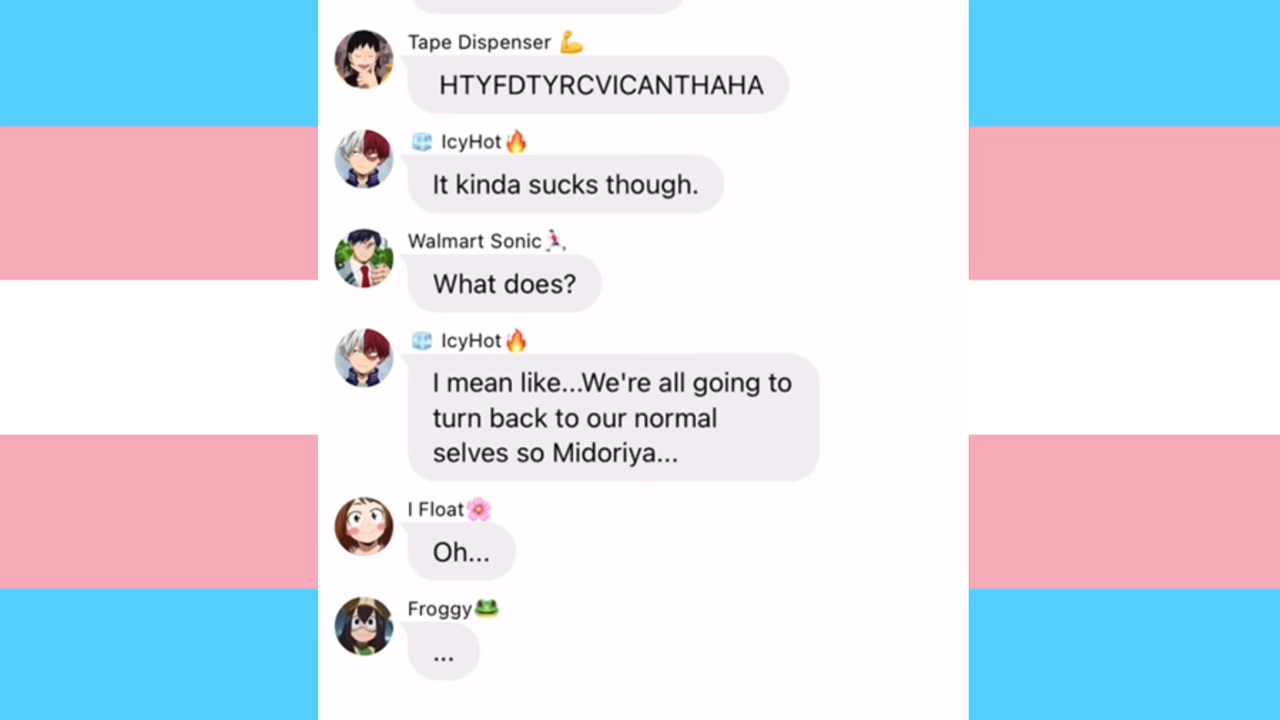 Tape Dispenser 💪
HTYFDTYRCVICANTHAHA
🧊 IcyHot🔥
It kinda sucks though.
Walmart Sonic🏃🏻‍♀️
What does?
🧊 IcyHot🔥
I mean like...We're all going to
turn back to our normal
selves so Midoriya...
I Float🌸
Oh...
Froggy🐸
...